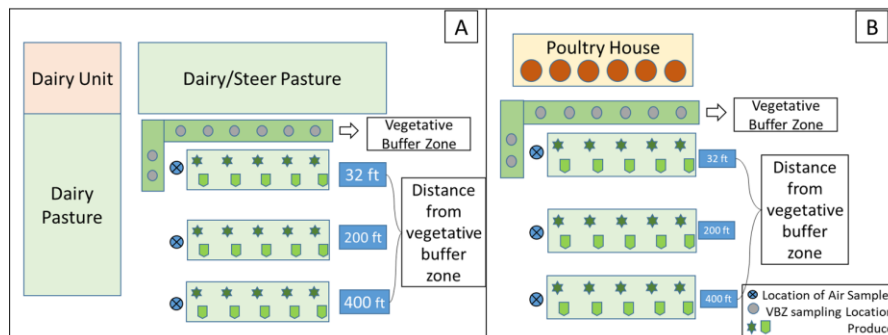 A
Dairy Unit
Dairy/Steer Pasture
Vegetative
Buffer Zone
Dairy
Pasture
32 ft
200 ft
400 ft
Distance
from
vegetative
buffer
zone
B
Poultry House
Vegetative
Buffer Zone
32 ft
200 ft
400 ft
Distance
from
vegetative
buffer
zone
Location of Air Sample
VBZ sampling Location
Produce